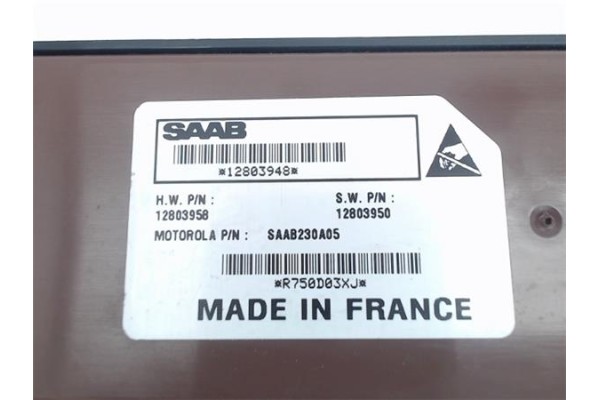 SAAB
*12803948*
H.W. P/N : S.W. P/N :
12803958 12803950
MOTOROLA P/N : SAAB230A05
*R750D03XJ*
MADE IN FRANCE